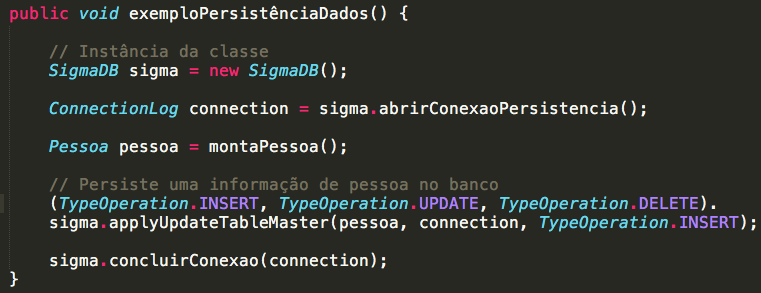 public void exemploPersistênciaDados() {
// Instância da classe
SigmaDB sigma = new SigmaDB();
ConnectionLog connection = sigma.abrirConexaoPersistencia();
Pessoa pessoa = montaPessoa();
// Persiste uma informação de pessoa no banco
(TypeOperation.INSERT, TypeOperation.UPDATE, TypeOperation.DELETE).
sigma.applyUpdateTableMaster(pessoa, connection, TypeOperation.INSERT);
sigma.concluirConexao(connection);
}